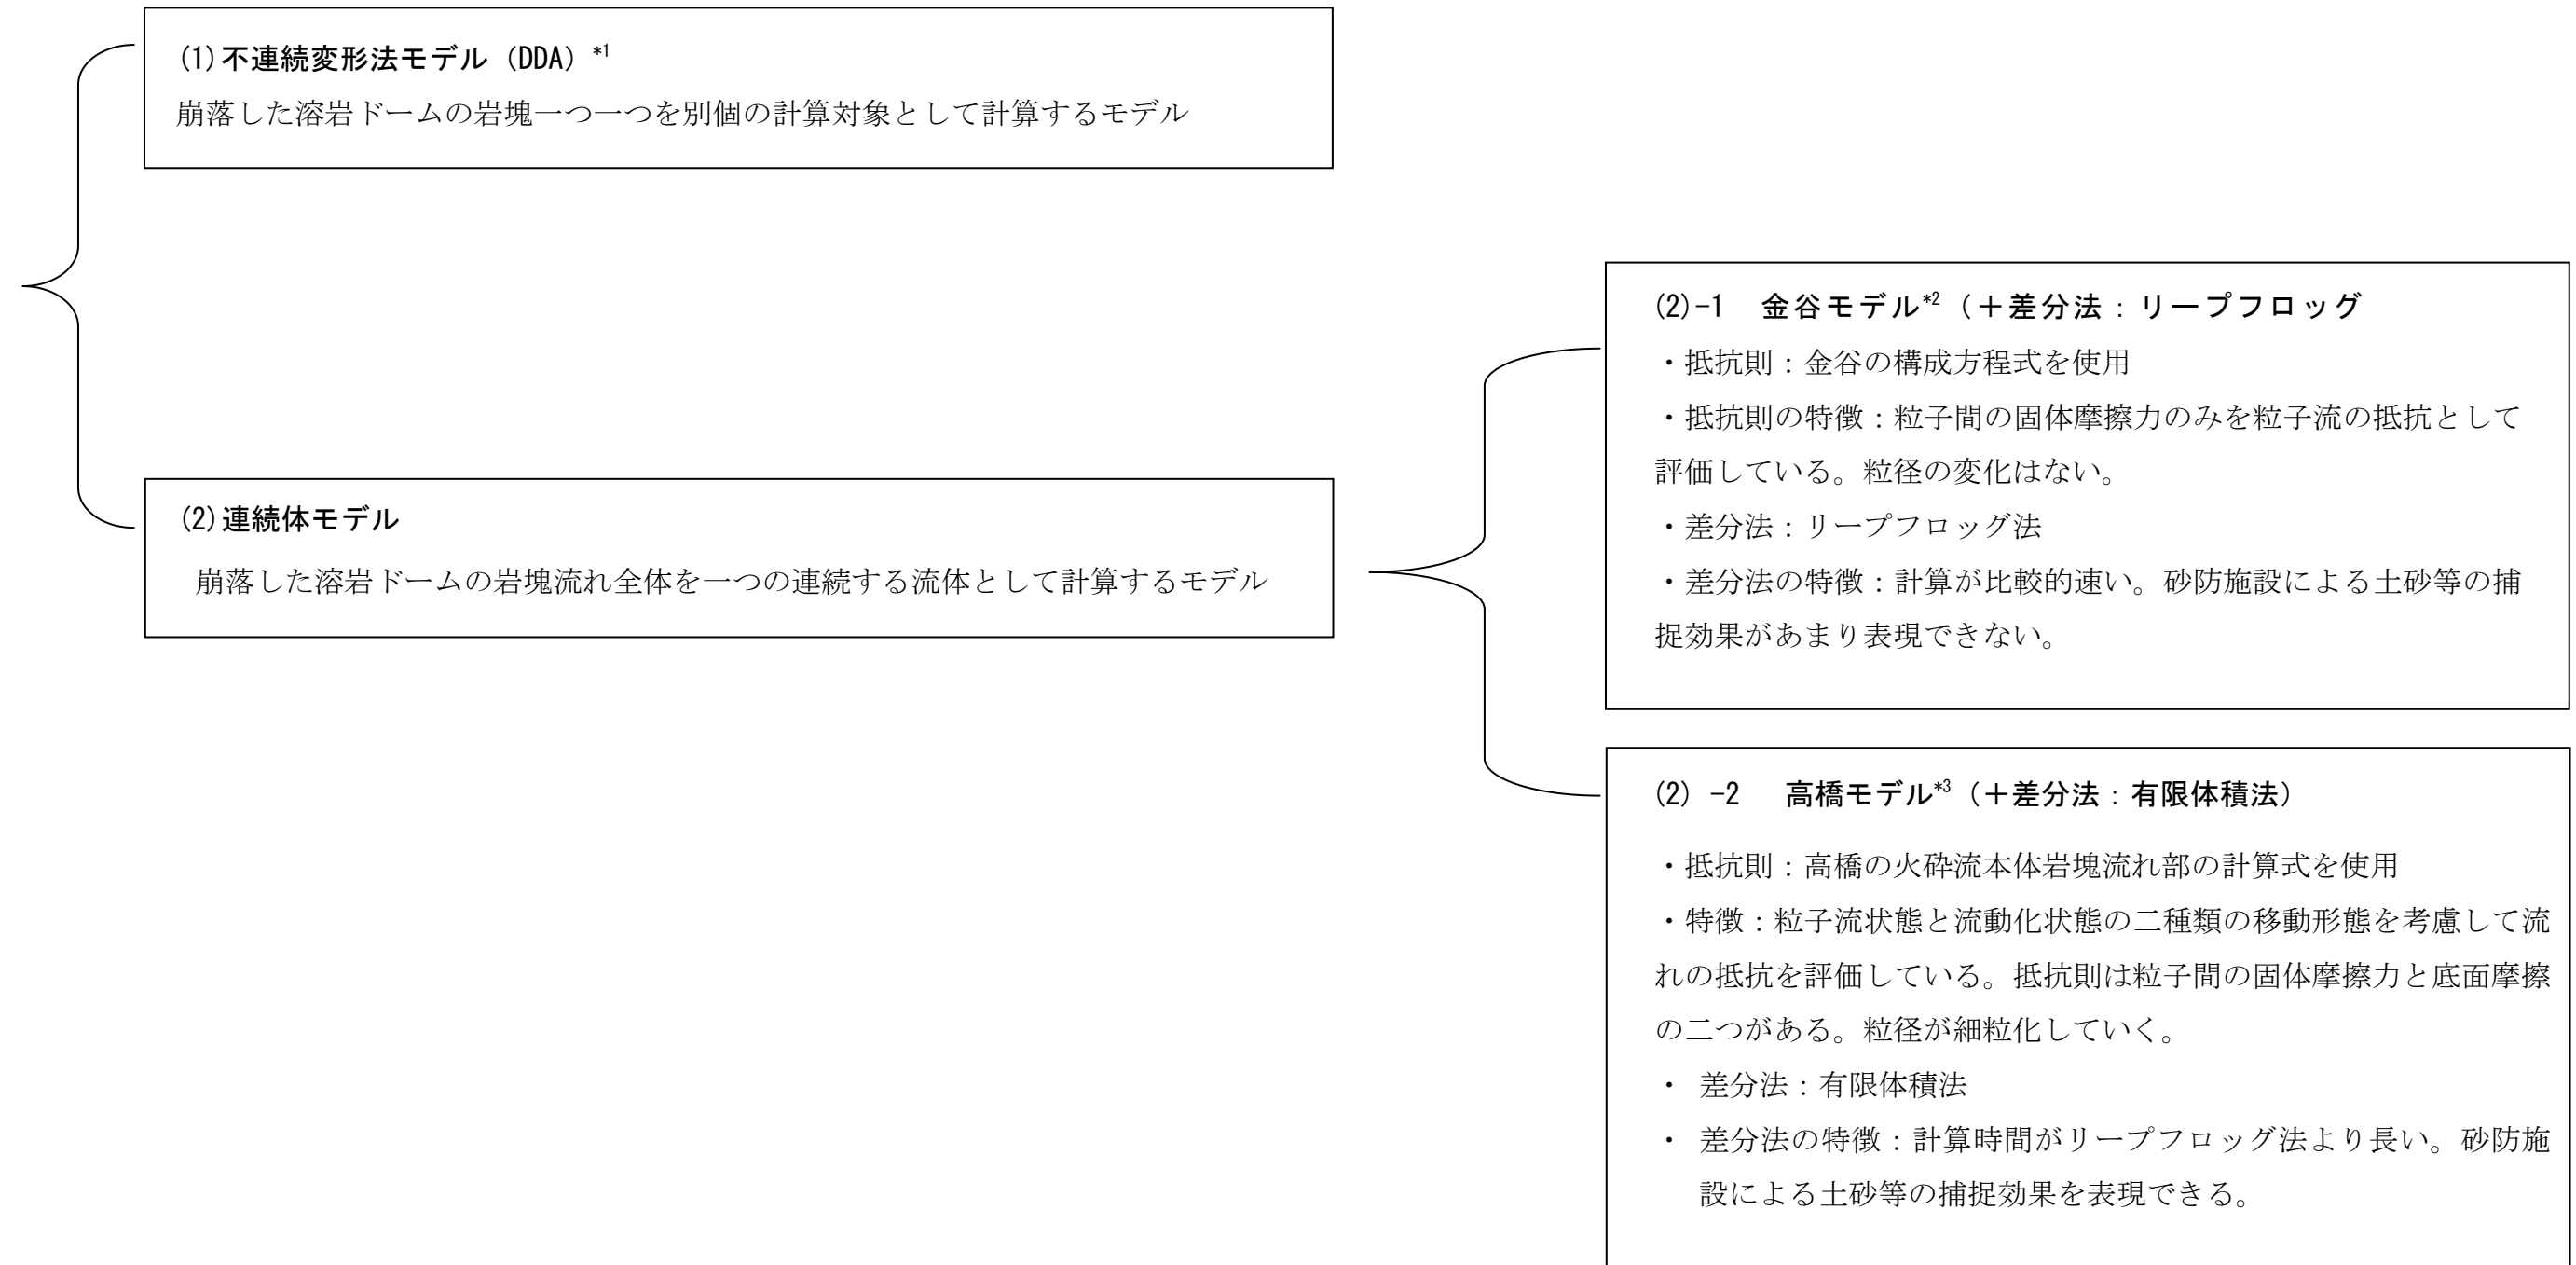 (1)不連続変形法モデル（DDA）*1
崩落した溶岩ドームの岩塊一つ一つを別個の計算対象として計算するモデル
(2)連続体モデル
崩落した溶岩ドームの岩塊流れ全体を一つの連続する流体として計算するモデル
(2)-1　金谷モデル*2（＋差分法：リープフロッグ
・抵抗則：金谷の構成方程式を使用
・抵抗則の特徴：粒子間の固体摩擦力のみを粒子流の抵抗として
評価している。粒径の変化はない。
・差分法：リープフロッグ法
・差分法の特徴：計算が比較的速い。砂防施設による土砂等の捕
捉効果があまり表現できない。
(2) -2　高橋モデル*3（＋差分法：有限体積法）
・抵抗則：高橋の火砕流本体岩塊流れ部の計算式を使用
・特徴：粒子流状態と流動化状態の二種類の移動形態を考慮して流
れの抵抗を評価している。抵抗則は粒子間の固体摩擦力と底面摩擦
の二つがある。粒径が細粒化していく。
・ 差分法：有限体積法
・ 差分法の特徴：計算時間がリープフロッグ法より長い。砂防施
設による土砂等の捕捉効果を表現できる。